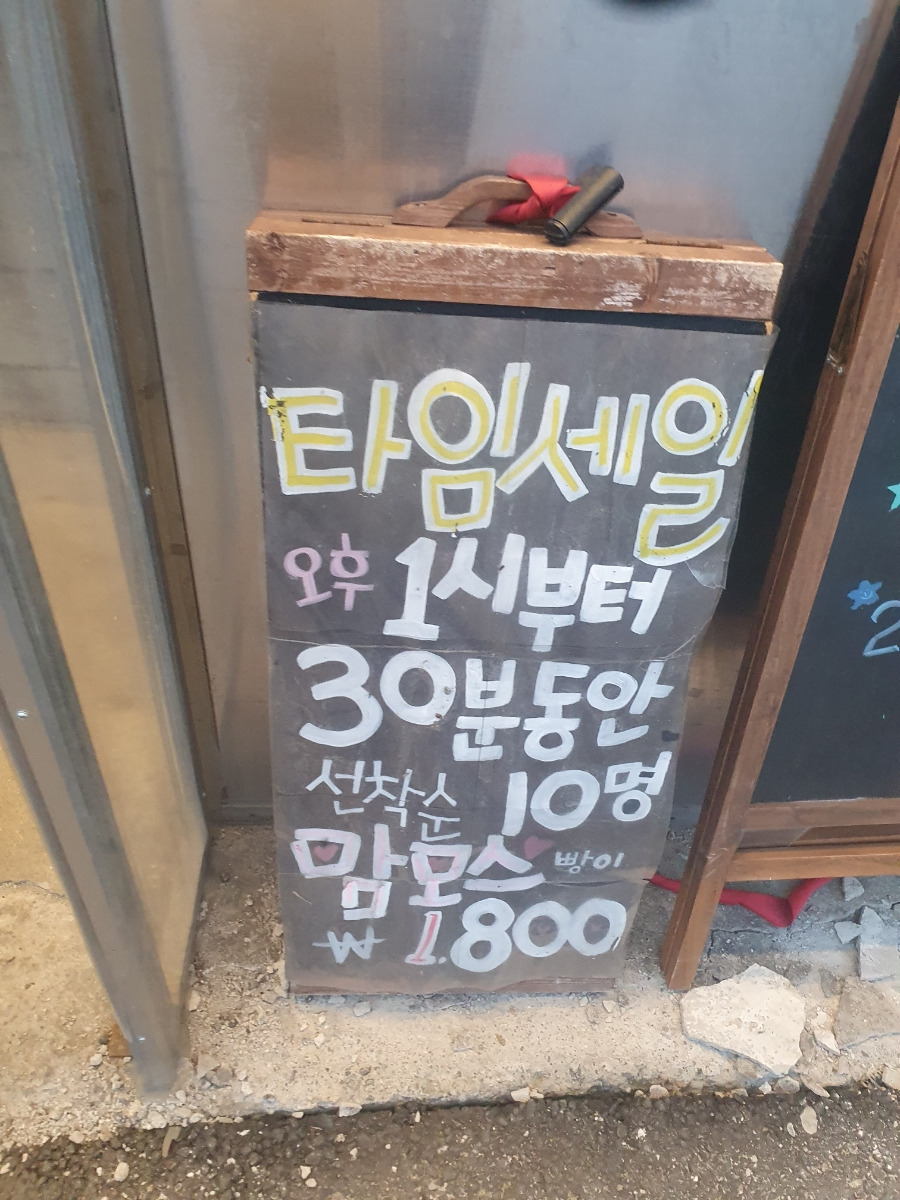 타임세일
오후 1시부터
30분동안
선착순 10명
맘모스 빵이
₩ 1.800
2